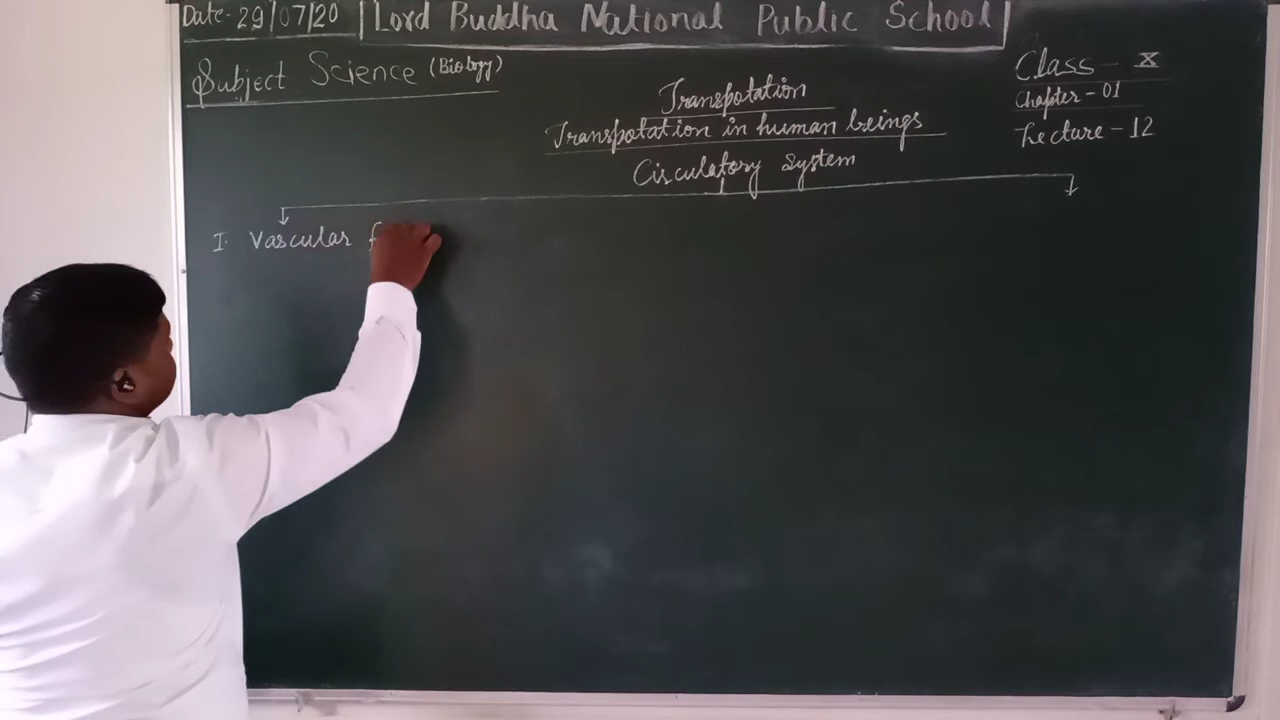 Date- 29/07/20 | Lord Buddha National Public School |
Subject Science (Biology)
Class - X
Chapter - 01
Lecture - 12
Transpotation
Transpotation in human beings
Circulatory system
I. Vascular f